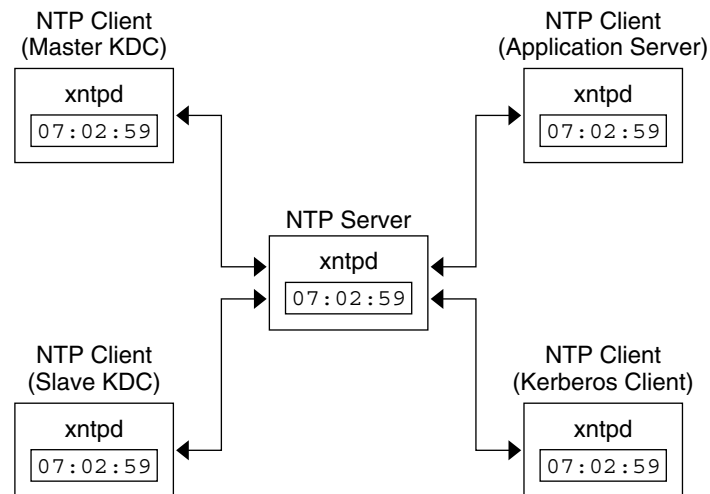 NTP Client
(Master KDC)
xntpd
07:02:59
NTP Client
(Application Server)
xntpd
07:02:59
NTP Server
xntpd
07:02:59
NTP Client
(Slave KDC)
xntpd
07:02:59
NTP Client
(Kerberos Client)
xntpd
07:02:59